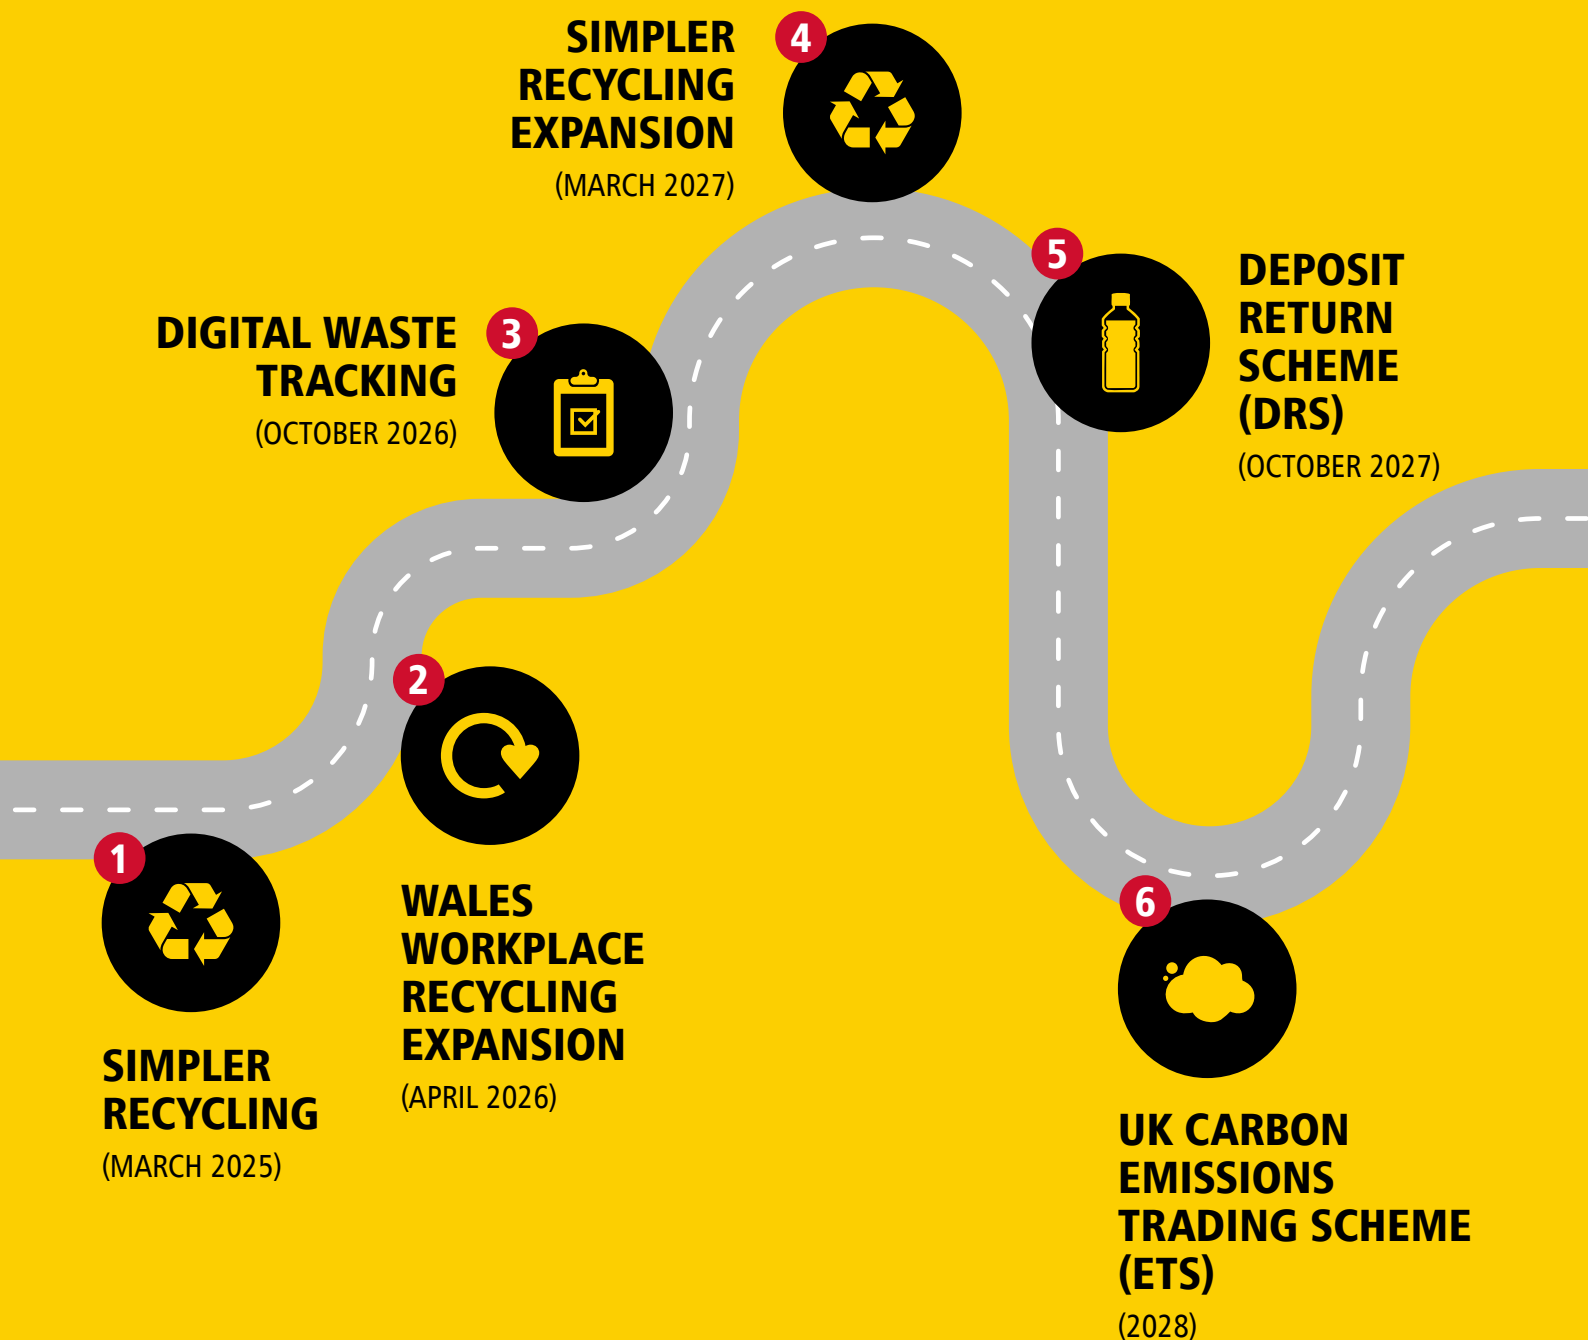 1
SIMPLER
RECYCLING
(MARCH 2025)
2
WALES
WORKPLACE
RECYCLING
EXPANSION
(APRIL 2026)
3
DIGITAL WASTE
TRACKING
(OCTOBER 2026)
4
SIMPLER
RECYCLING
EXPANSION
(MARCH 2027)
5
DEPOSIT
RETURN
SCHEME
(DRS)
(OCTOBER 2027)
6
UK CARBON
EMISSIONS
TRADING SCHEME
(ETS)
(2028)